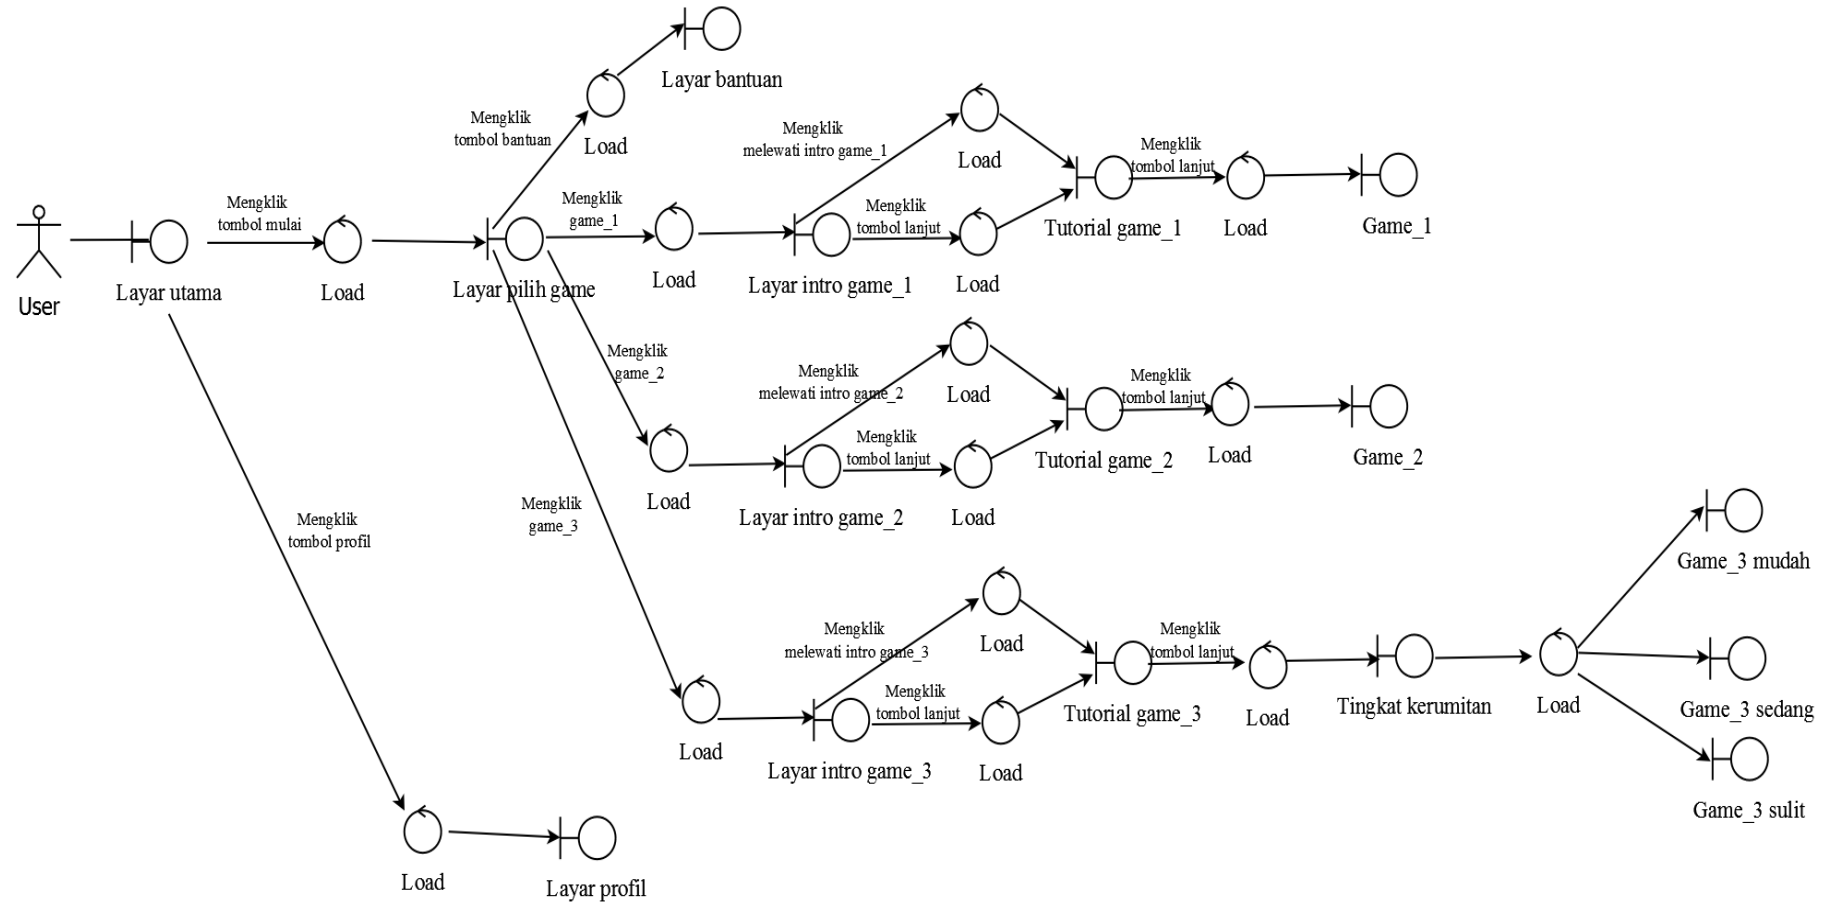 Layar bantuan
Mengklik
tombol bantuan
Load
Mengklik
melewati intro game_1
Load
Mengklik
tombol lanjut
Mengklik
tombol mulai
Mengklik
game_1
Mengklik
tombol lanjut
Tutorial game_1
Load
Game_1
User
Layar utama
Load
Layar pilih game
Load
Layar intro game_1
Load
Mengklik
game_2
Mengklik
melewati intro game_2
Load
Mengklik
tombol lanjut
Mengklik
tombol lanjut
Tutorial game_2
Load
Game_2
Load
Layar intro game_2
Load
Mengklik
game_3
Mengklik
tombol profil
Game_3 mudah
Mengklik
melewati intro game_3
Load
Mengklik
tombol lanjut
Mengklik
tombol lanjut
Tutorial game_3
Load
Tingkat kerumitan
Load
Game_3 sedang
Load
Layar intro game_3
Load
Game_3 sulit
Load
Layar profil